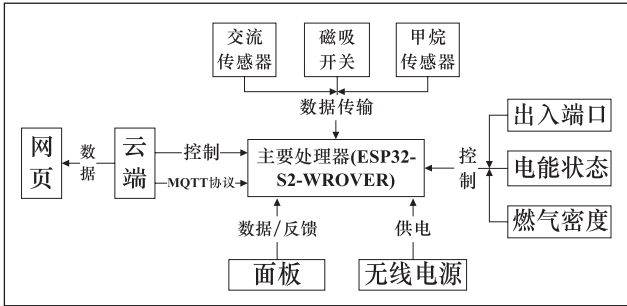 交流
传感器
磁吸
开关
甲烷
传感器
数据传输
网页
数据
云端
控制
MQTT协议
主要处理器(ESP32-
S2-WROVER)
控制
出入端口
电能状态
燃气密度
数据/反馈
供电
面板
无线电源